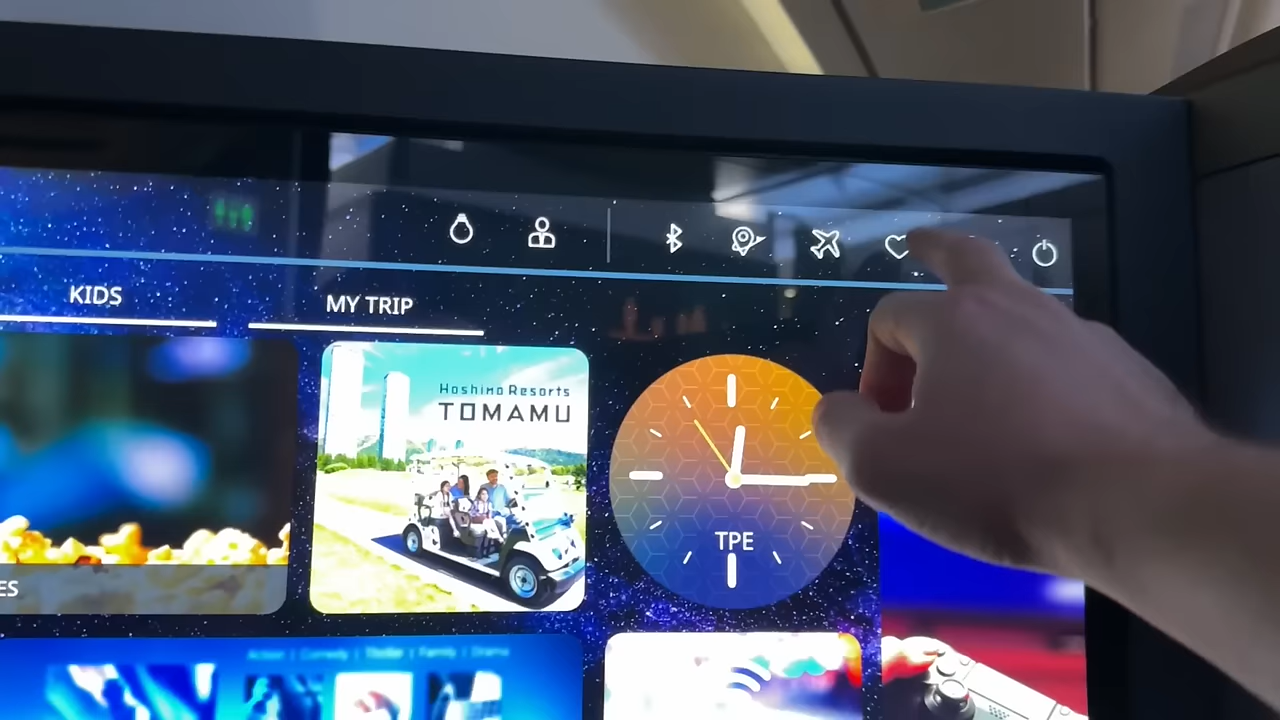 KIDS
MY TRIP
Hoshino Resorts
TOMAMU
TPE
ES
Action | Comedy | Thriller | Family | Drama